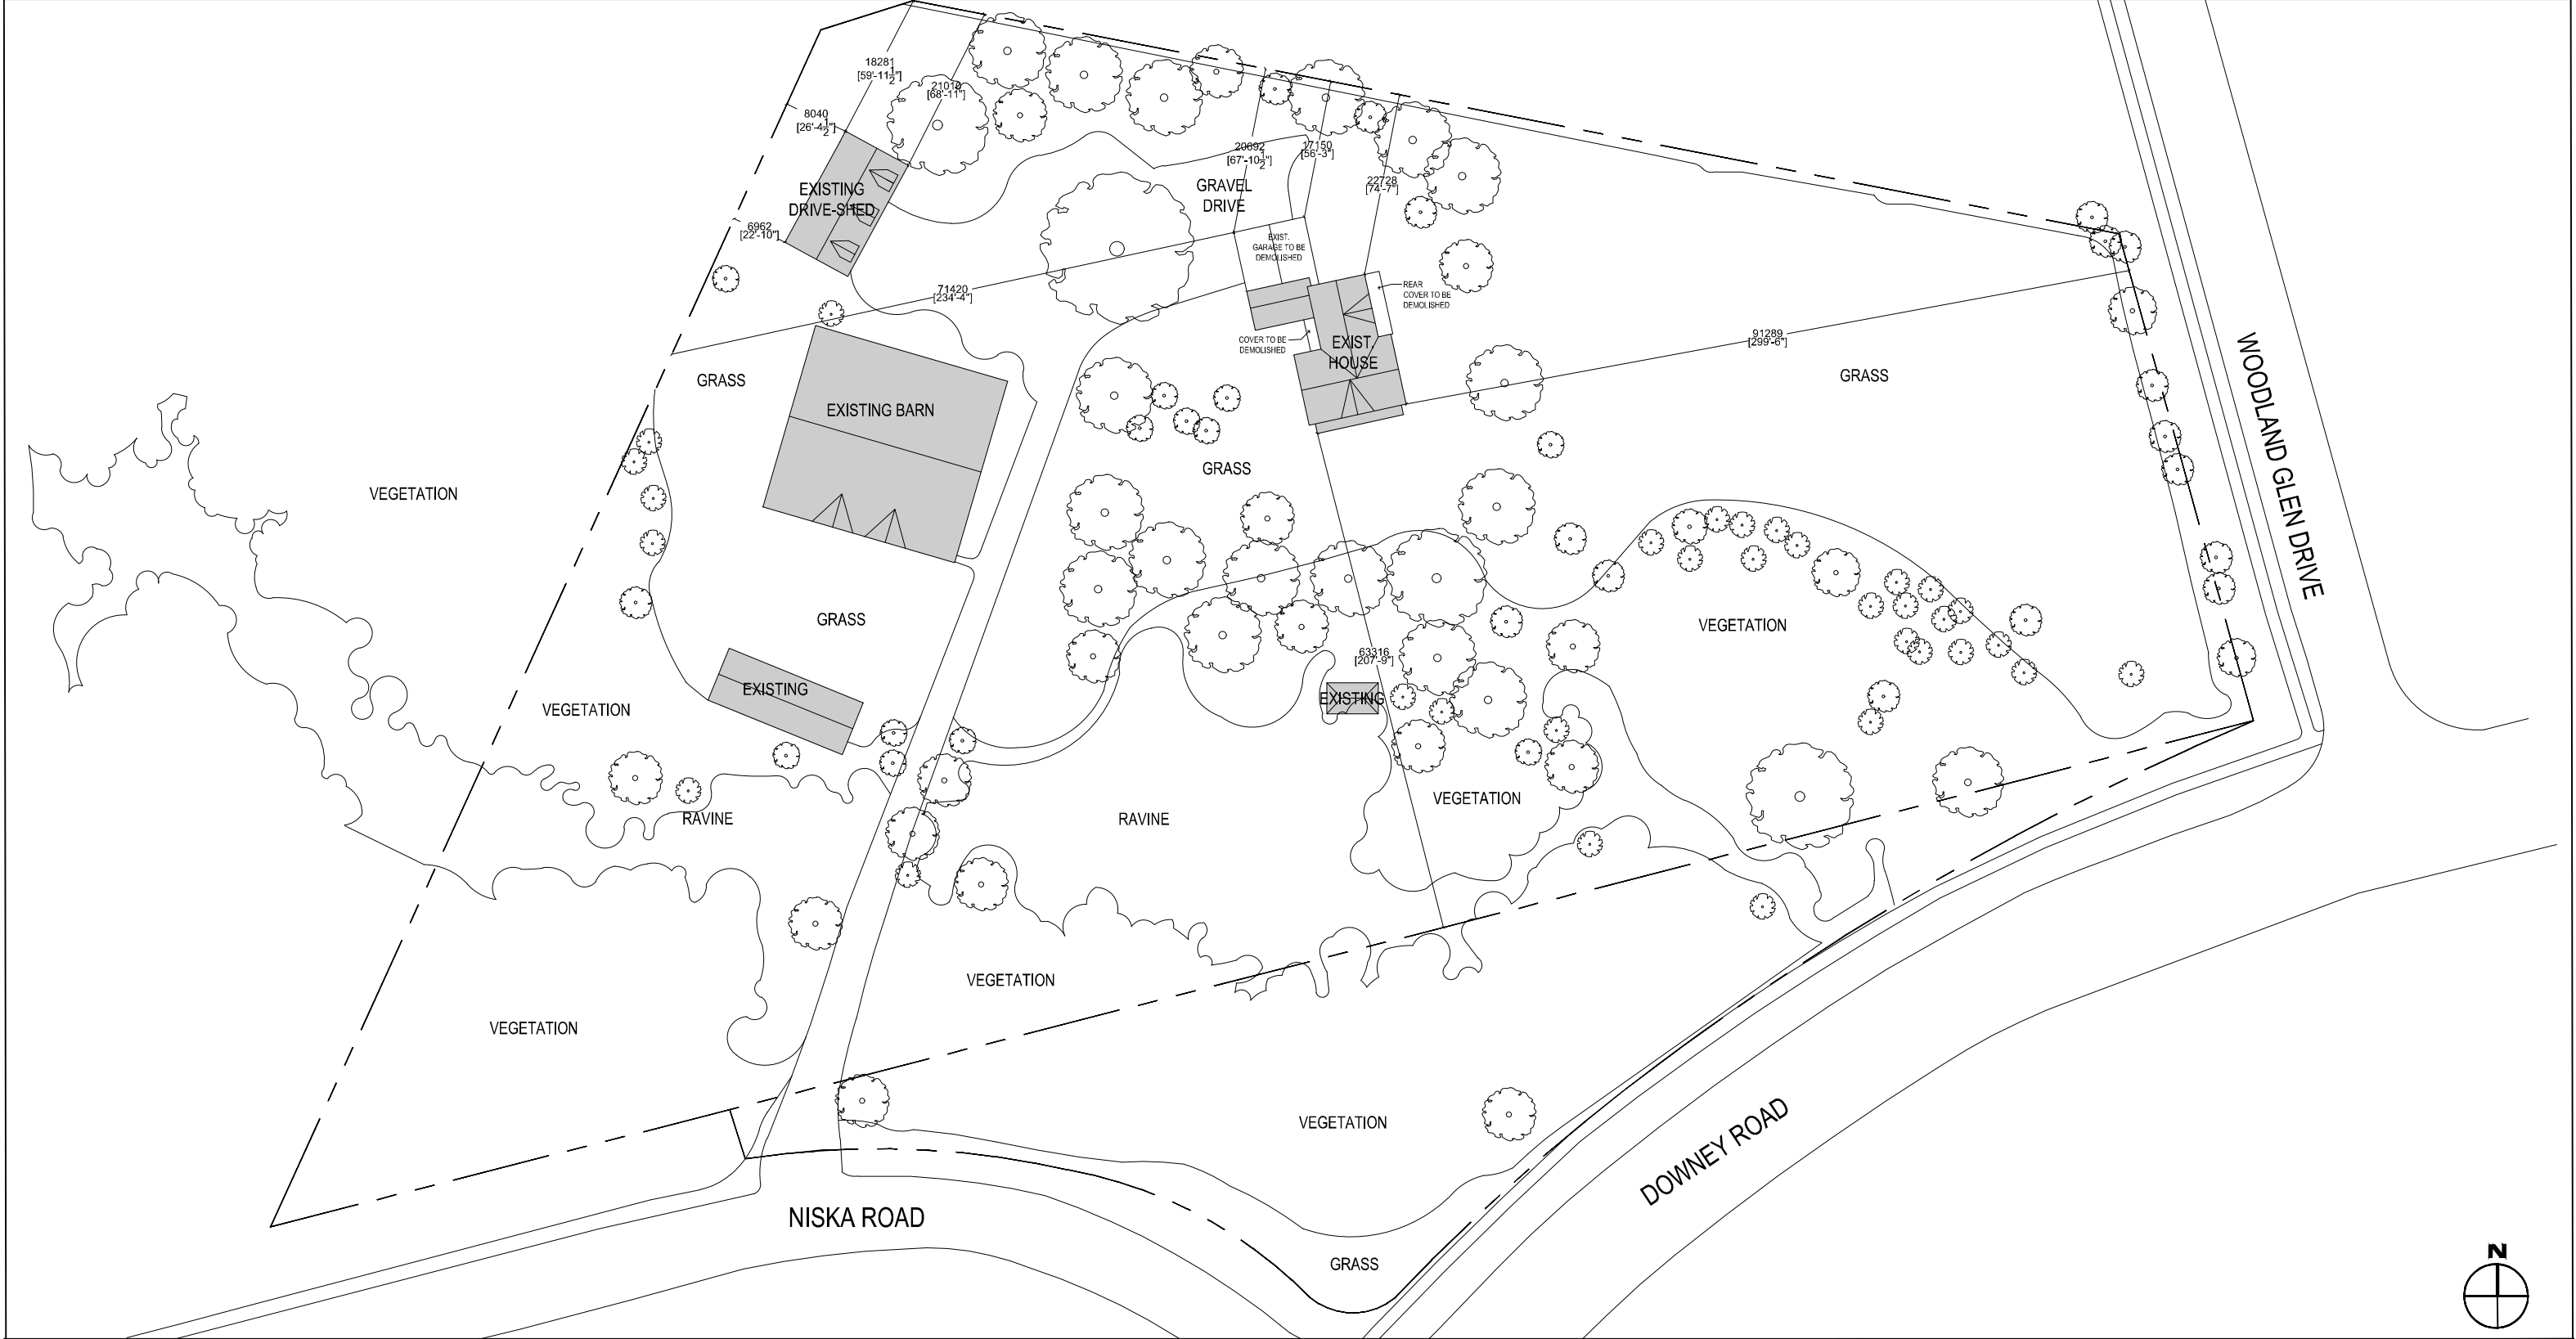 18281
[59'-11½"]
21010
[68'-11"]
8040
[26'-4½"]
EXISTING
DRIVE-SHED
6962
[22'-10"]
20692
[67'-10½"]
17150
[56'-3"]
22728
[74'-7"]
GRAVEL
DRIVE
EXIST.
GARAGE TO BE
DEMOLISHED
REAR
COVER TO BE
DEMOLISHED
71420
[234'-4"]
COVER TO BE
DEMOLISHED
EXIST.
HOUSE
91289
[299'-6"]
GRASS
GRASS
EXISTING BARN
WOODLAND GLEN DRIVE
GRASS
VEGETATION
GRASS
VEGETATION
63316
[207'-9"]
EXISTING
EXISTING
VEGETATION
VEGETATION
RAVINE
RAVINE
VEGETATION
VEGETATION
VEGETATION
DOWNEY ROAD
NISKA ROAD
GRASS
N